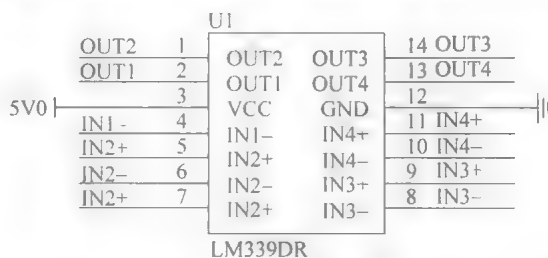 U1
OUT2 1 OUT2 OUT3 14 OUT3
OUT1 2 OUT1 OUT4 13 OUT4
5V0 3 VCC GND 12
IN1- 4 IN1- IN4+ 11 IN4+
IN2+ 5 IN2+ IN4- 10 IN4-
IN2- 6 IN2- IN3+ 9 IN3+
IN2+ 7 IN2+ IN3- 8 IN3-
LM339DR